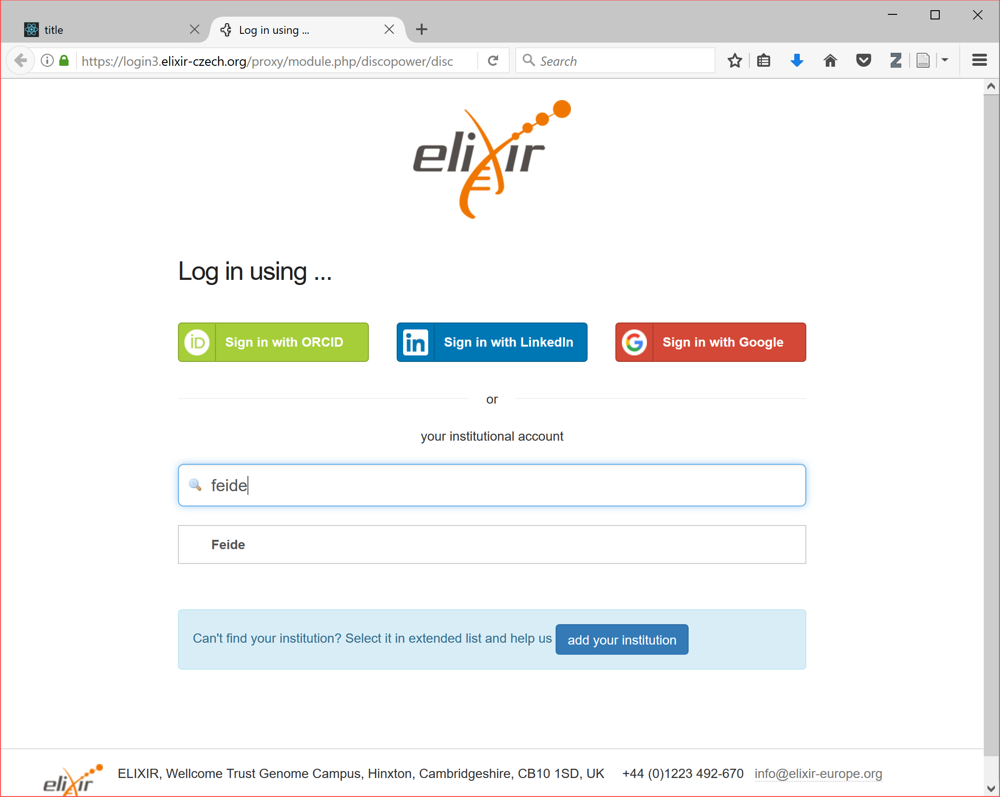 title
Log in using ...
https://login3.elixir-czech.org/proxy/module.php/discopower/disc
Search
elixir
Log in using ...
iD Sign in with ORCID
in Sign in with LinkedIn
G Sign in with Google
or
your institutional account
feide
Feide
Can't find your institution? Select it in extended list and help us add your institution
elixir
ELIXIR, Wellcome Trust Genome Campus, Hinxton, Cambridgeshire, CB10 1SD, UK +44 (0)1223 492-670 info@elixir-europe.org